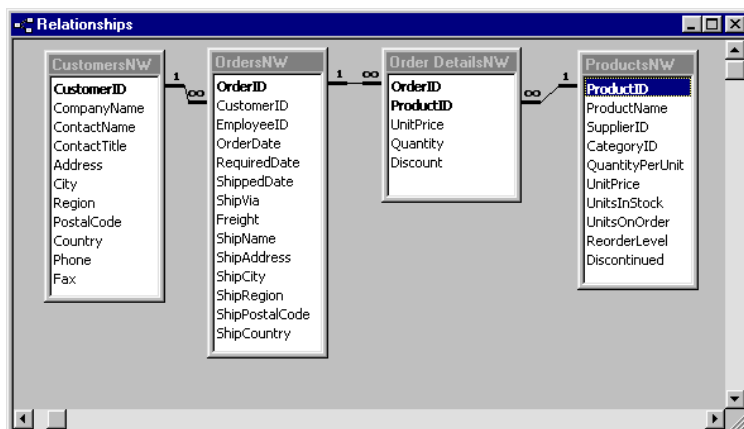 Relationships
CustomersNW
CustomerID
CompanyName
ContactName
ContactTitle
Address
City
Region
PostalCode
Country
Phone
Fax
1
∞
OrdersNW
OrderID
CustomerID
EmployeeID
OrderDate
RequiredDate
ShippedDate
ShipVia
Freight
ShipName
ShipAddress
ShipCity
ShipRegion
ShipPostalCode
ShipCountry
1
∞
Order DetailsNW
OrderID
ProductID
UnitPrice
Quantity
Discount
∞
1
ProductsNW
ProductID
ProductName
SupplierID
CategoryID
QuantityPerUnit
UnitPrice
UnitsInStock
UnitsOnOrder
ReorderLevel
Discontinued